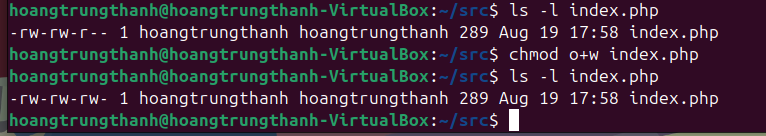 hoangtrungthanh@hoangtrungthanh-VirtualBox:~/src$ ls -l index.php
-rw-rw-r-- 1 hoangtrungthanh hoangtrungthanh 289 Aug 19 17:58 index.php
hoangtrungthanh@hoangtrungthanh-VirtualBox:~/src$ chmod o+w index.php
hoangtrungthanh@hoangtrungthanh-VirtualBox:~/src$ ls -l index.php
-rw-rw-rw- 1 hoangtrungthanh hoangtrungthanh 289 Aug 19 17:58 index.php
hoangtrungthanh@hoangtrungthanh-VirtualBox:~/src$